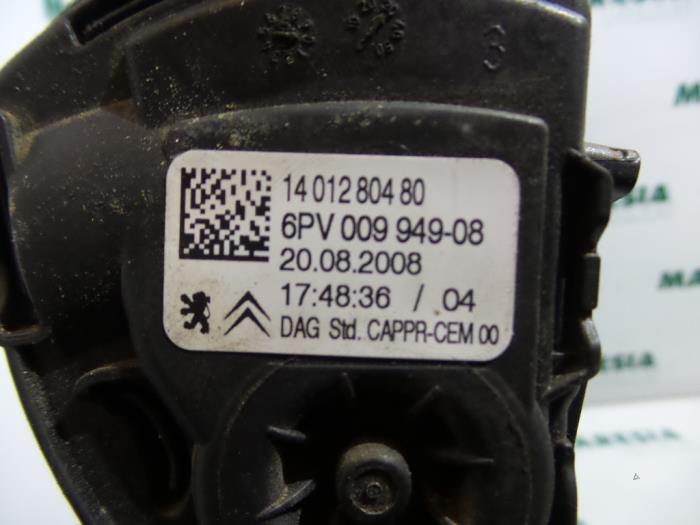 14 012 804 80
6PV 009 949-08
20.08.2008
17:48:36 / 04
DAG Std. CAPPR-CEM 00